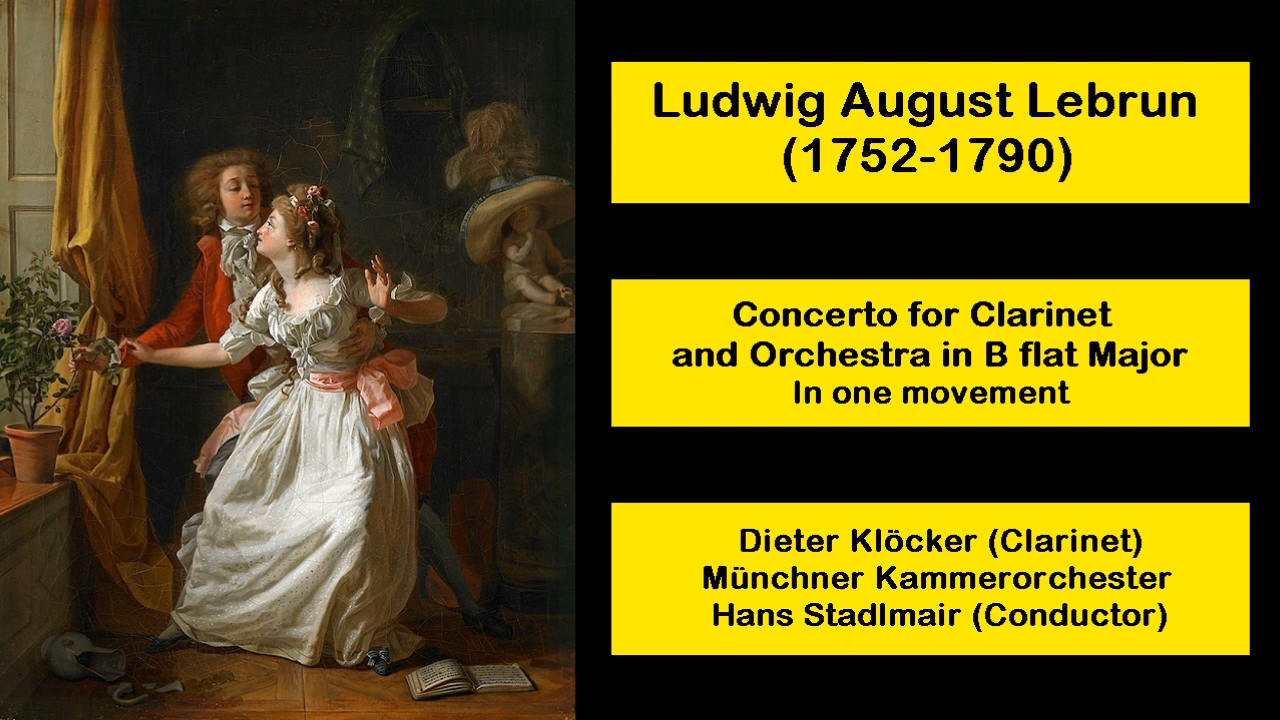 Ludwig August Lebrun
(1752-1790)
Concerto for Clarinet
and Orchestra in B flat Major
In one movement
Dieter Klöcker (Clarinet)
Münchner Kammerorchester
Hans Stadlmair (Conductor)